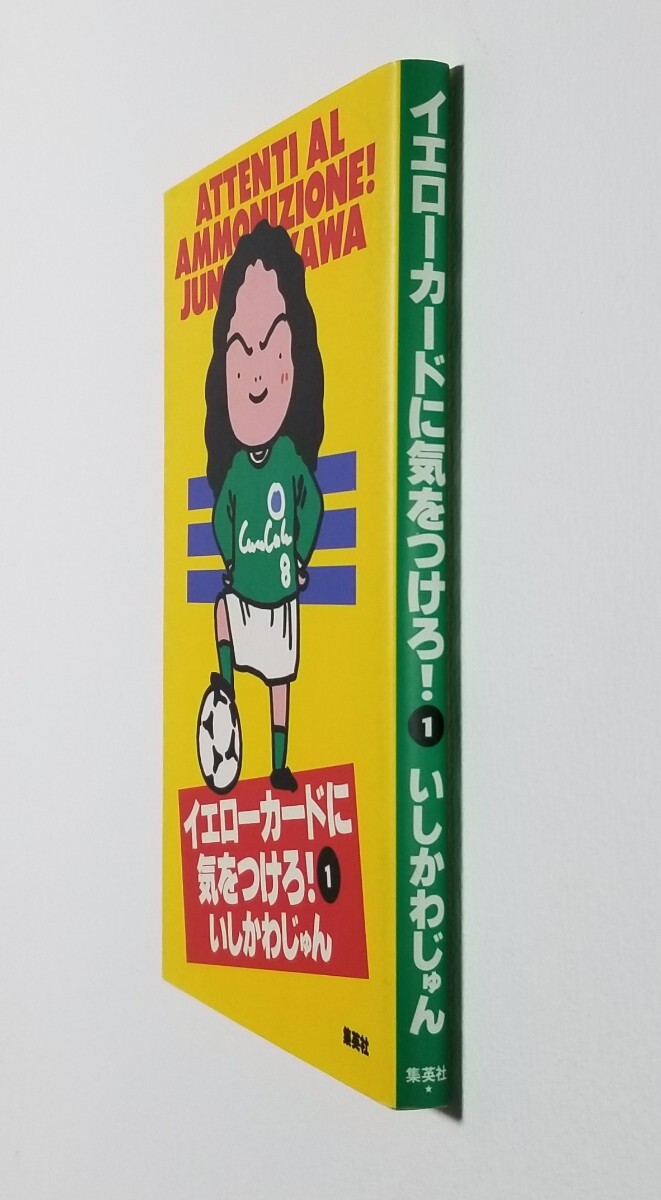 ATTENTI AL
AMMONIZIONE!
JUN KAWA
8
イエローカードに
気をつけろ! 1
いしかわじゅん
集英社
イエローカードに気をつけろ! 1 いしかわじゅん
集英社